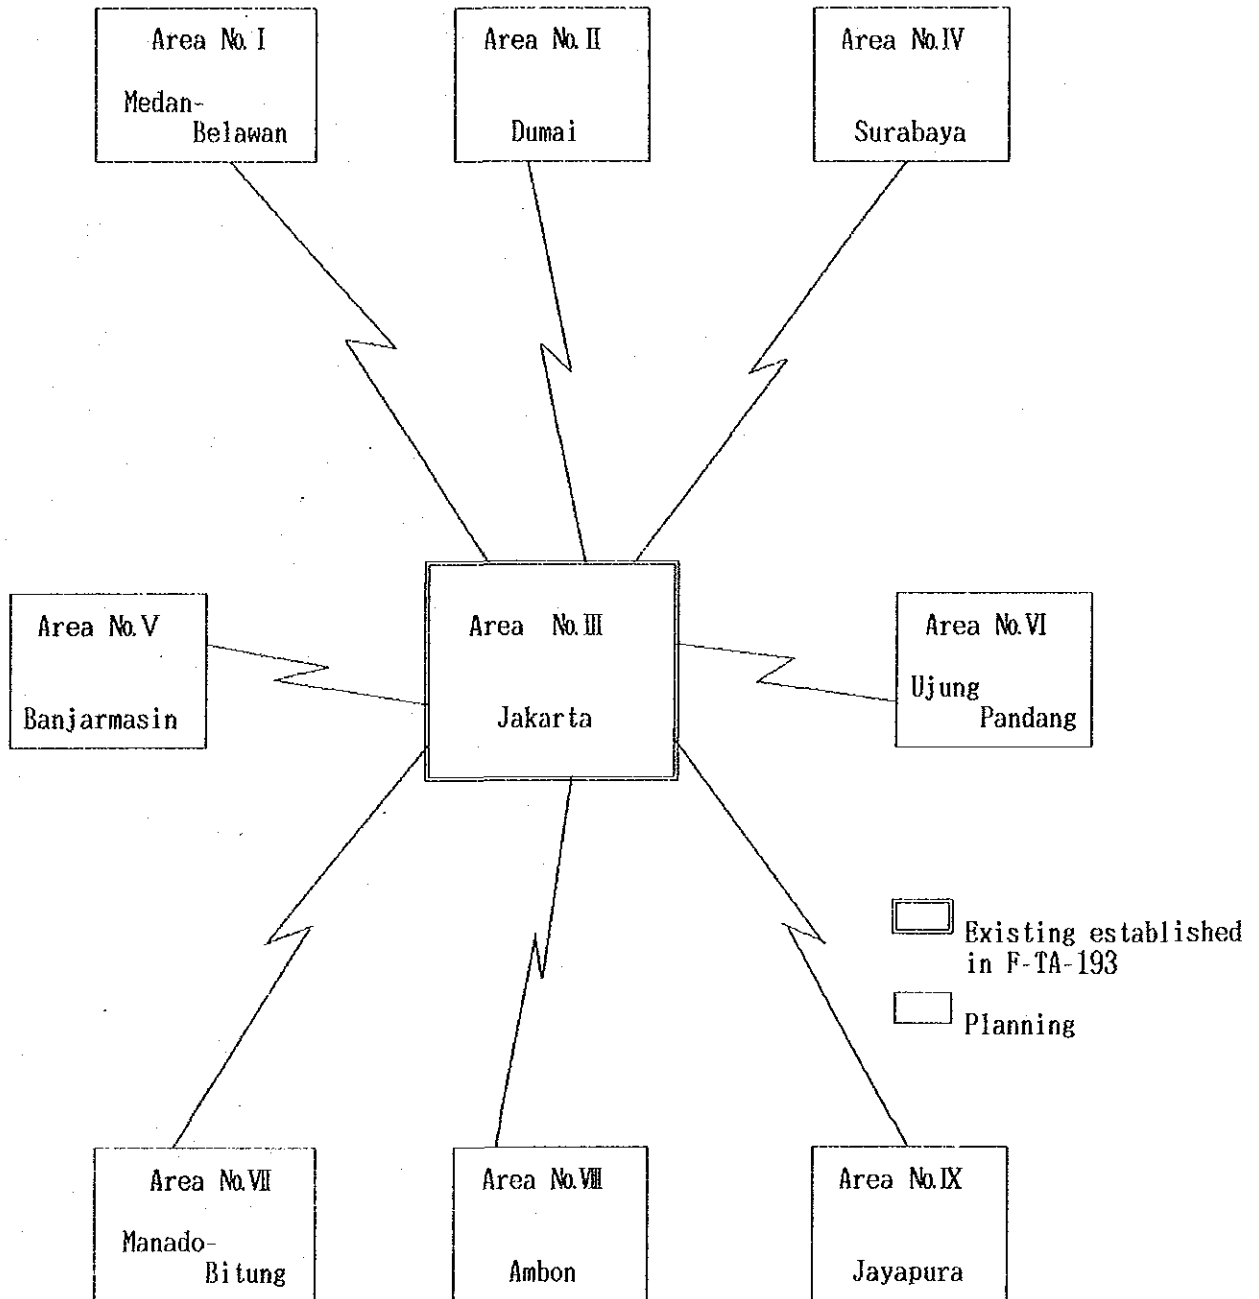 Area No. I
Medan-
Belawan
Area No. II
Dumai
Area No. IV
Surabaya
Area No. V
Banjarmasin
Area No. III
Jakarta
Area No. VI
Ujung
Pandang
Existing established
in F-TA-193
Planning
Area No. VII
Manado-
Bitung
Area No. VIII
Ambon
Area No. IX
Jayapura